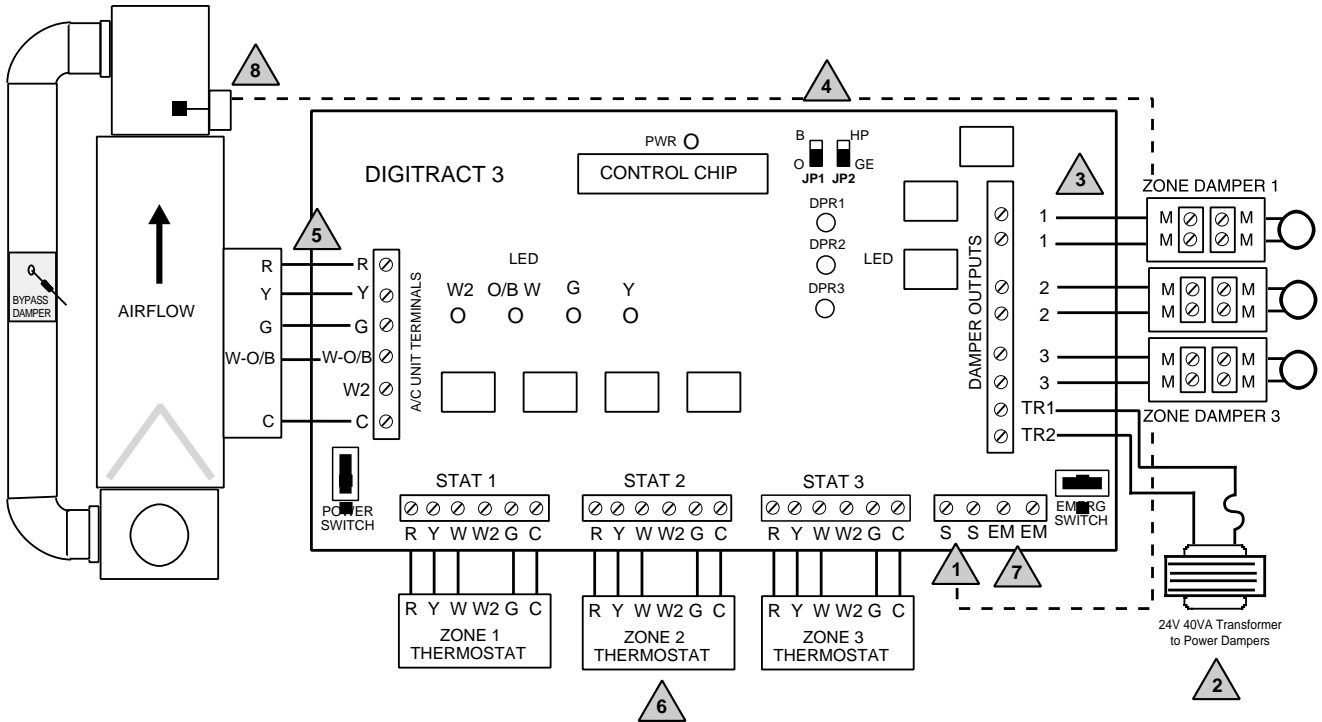 8
4
BYPASS
DAMPER
AIRFLOW
R
Y
G
W-O/B
C
5
R
Y
G
W-O/B
W2
C
A/C UNIT TERMINALS
POWER
SWITCH
DIGITRACT 3
PWR
CONTROL CHIP
B
O
JP1
HP
GE
JP2
DPR1
DPR2
DPR3
LED
LED
W2 O/B W G Y
DAMPER OUTPUTS
3
1
1
2
2
3
3
TR1
TR2
ZONE DAMPER 1
M M
M M
M M
M M
M M
M M
ZONE DAMPER 3
STAT 1
R Y W W2 G C
STAT 2
R Y W W2 G C
STAT 3
R Y W W2 G C
S S EM EM
EMERG
SWITCH
1
7
R Y W W2 G C
ZONE 1
THERMOSTAT
R Y W W2 G C
ZONE 2
THERMOSTAT
R Y W W2 G C
ZONE 3
THERMOSTAT
6
24V 40VA Transformer
to Power Dampers
2